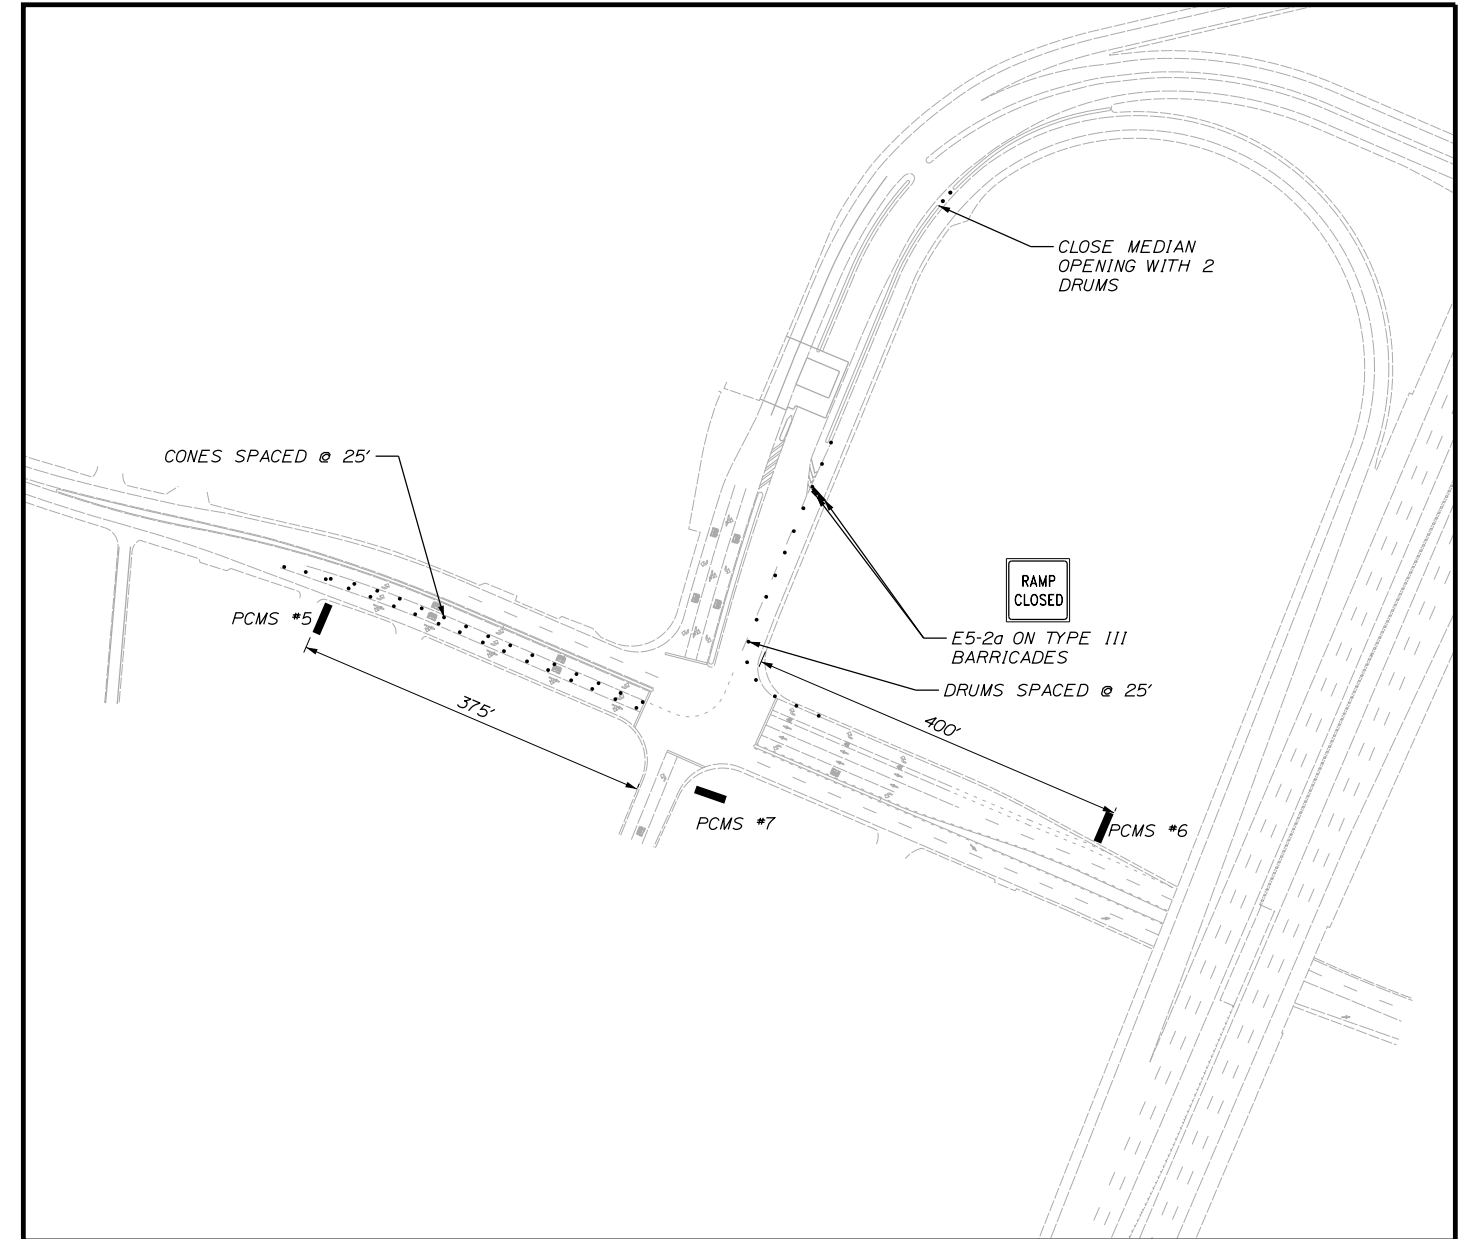 CLOSE MEDIAN
OPENING WITH 2
DRUMS
CONES SPACED @ 25'
RAMP
CLOSED
PCMS #5
E5-2a ON TYPE III
BARRICADES
DRUMS SPACED @ 25'
375'
400'
PCMS #7
PCMS #6